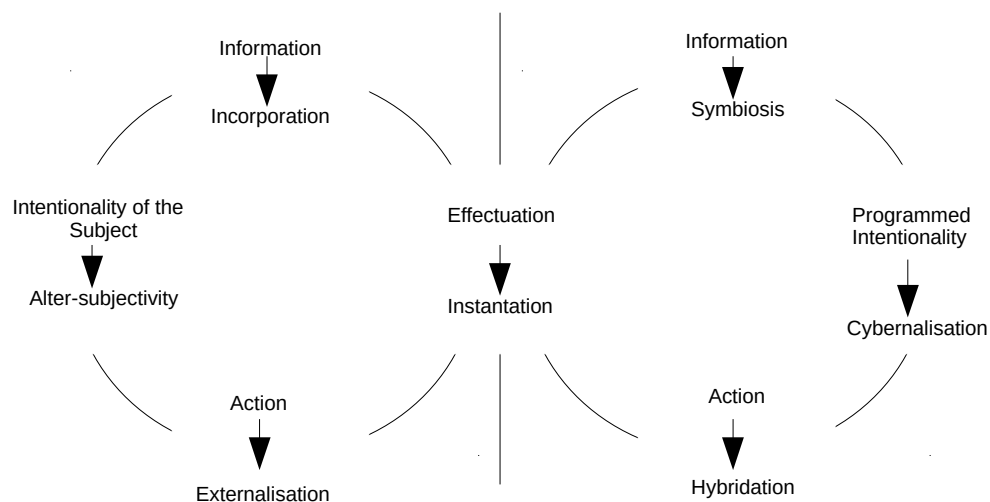 Information
Incorporation
Information
Symbiosis
Intentionality of the
Subject
Alter-subjectivity
Effectuation
Instantation
Programmed
Intentionality
Cybernalisation
Action
Externalisation
Action
Hybridation